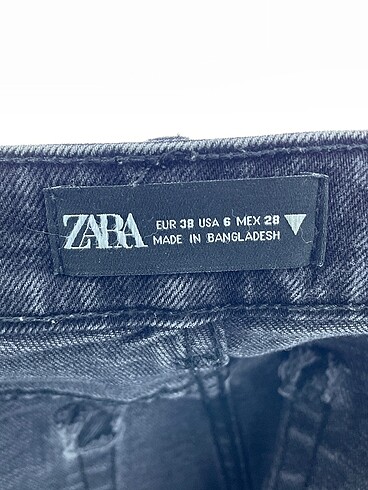 ZARA
EUR 38 USA 6 MEX 28
MADE IN BANGLADESH